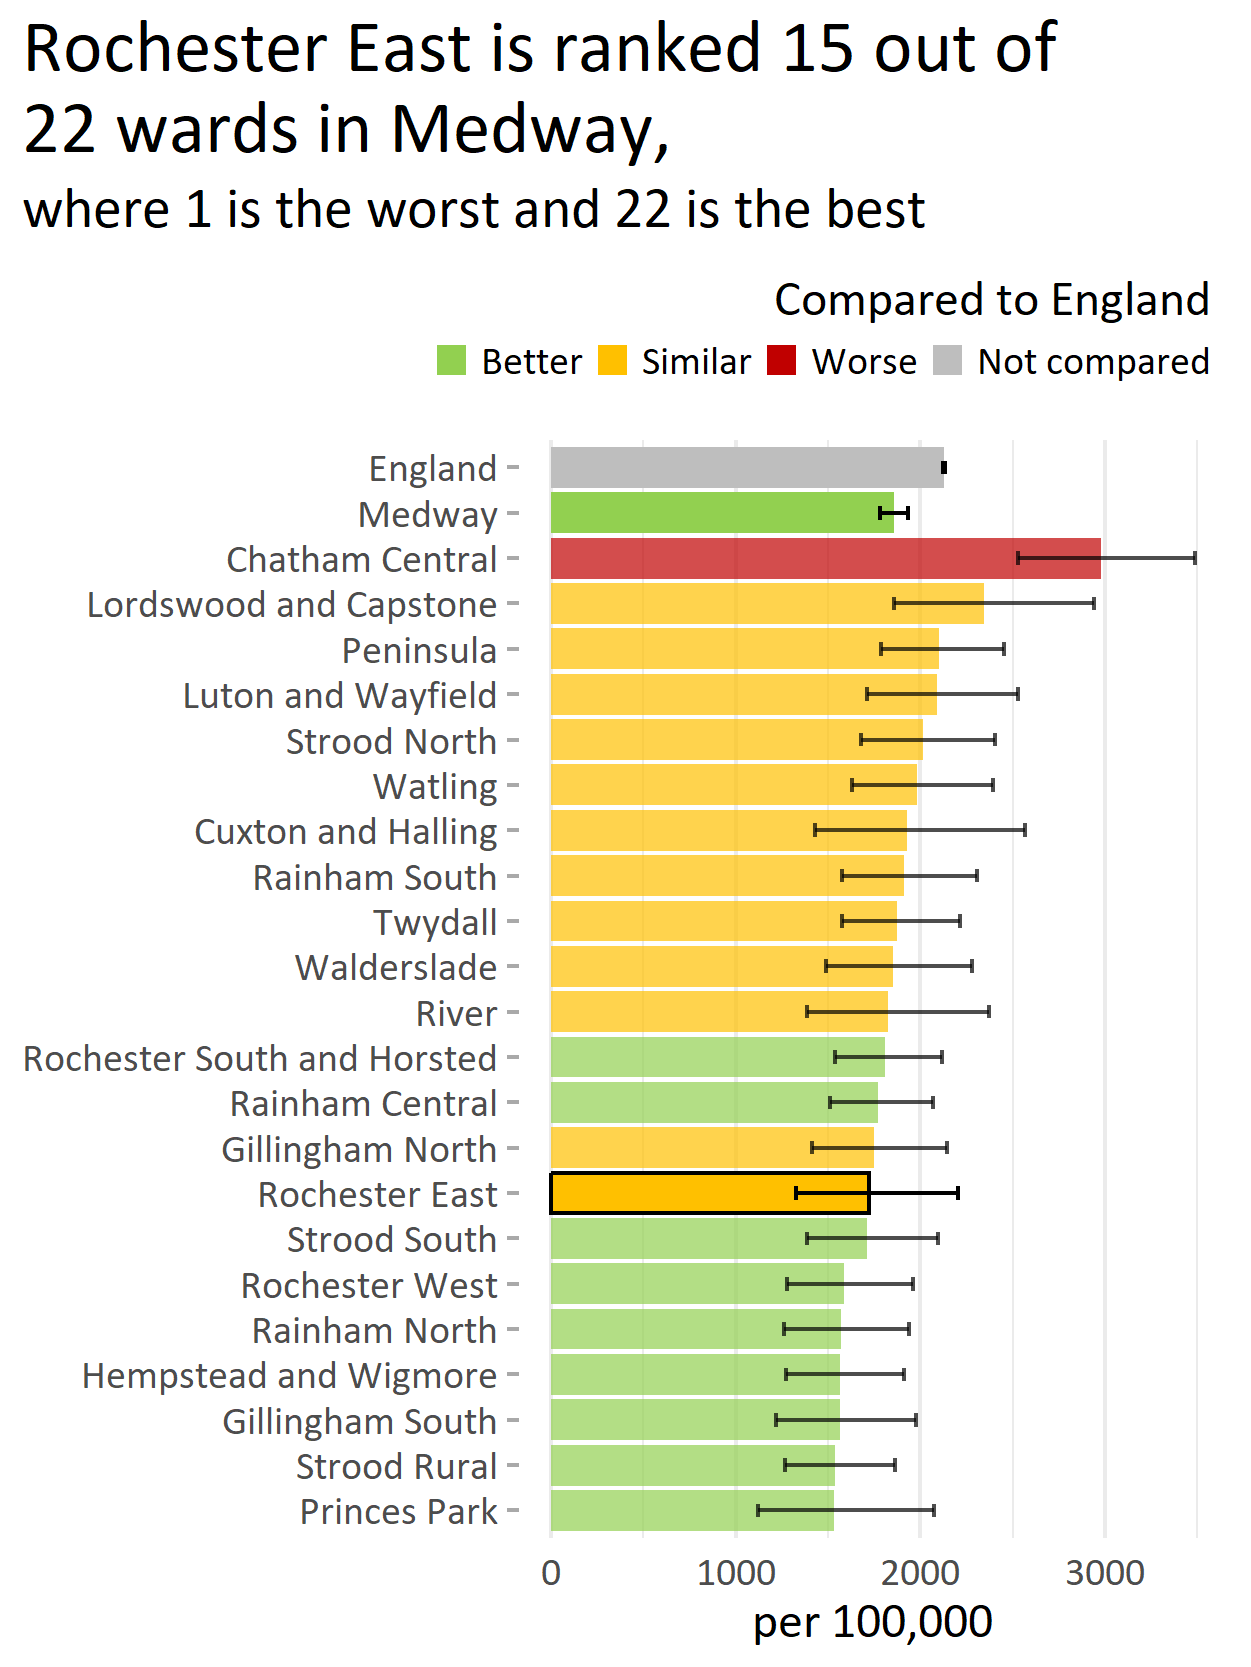 Rochester East is ranked 15 out of
22 wards in Medway,
where 1 is the worst and 22 is the best
Compared to England
Better Similar Worse Not compared
England
Medway
Chatham Central
Lordswood and Capstone
Peninsula
Luton and Wayfield
Strood North
Watling
Cuxton and Halling
Rainham South
Twydall
Walderslade
River
Rochester South and Horsted
Rainham Central
Gillingham North
Rochester East
Strood South
Rochester West
Rainham North
Hempstead and Wigmore
Gillingham South
Strood Rural
Princes Park
0 1000 2000 3000
per 100,000